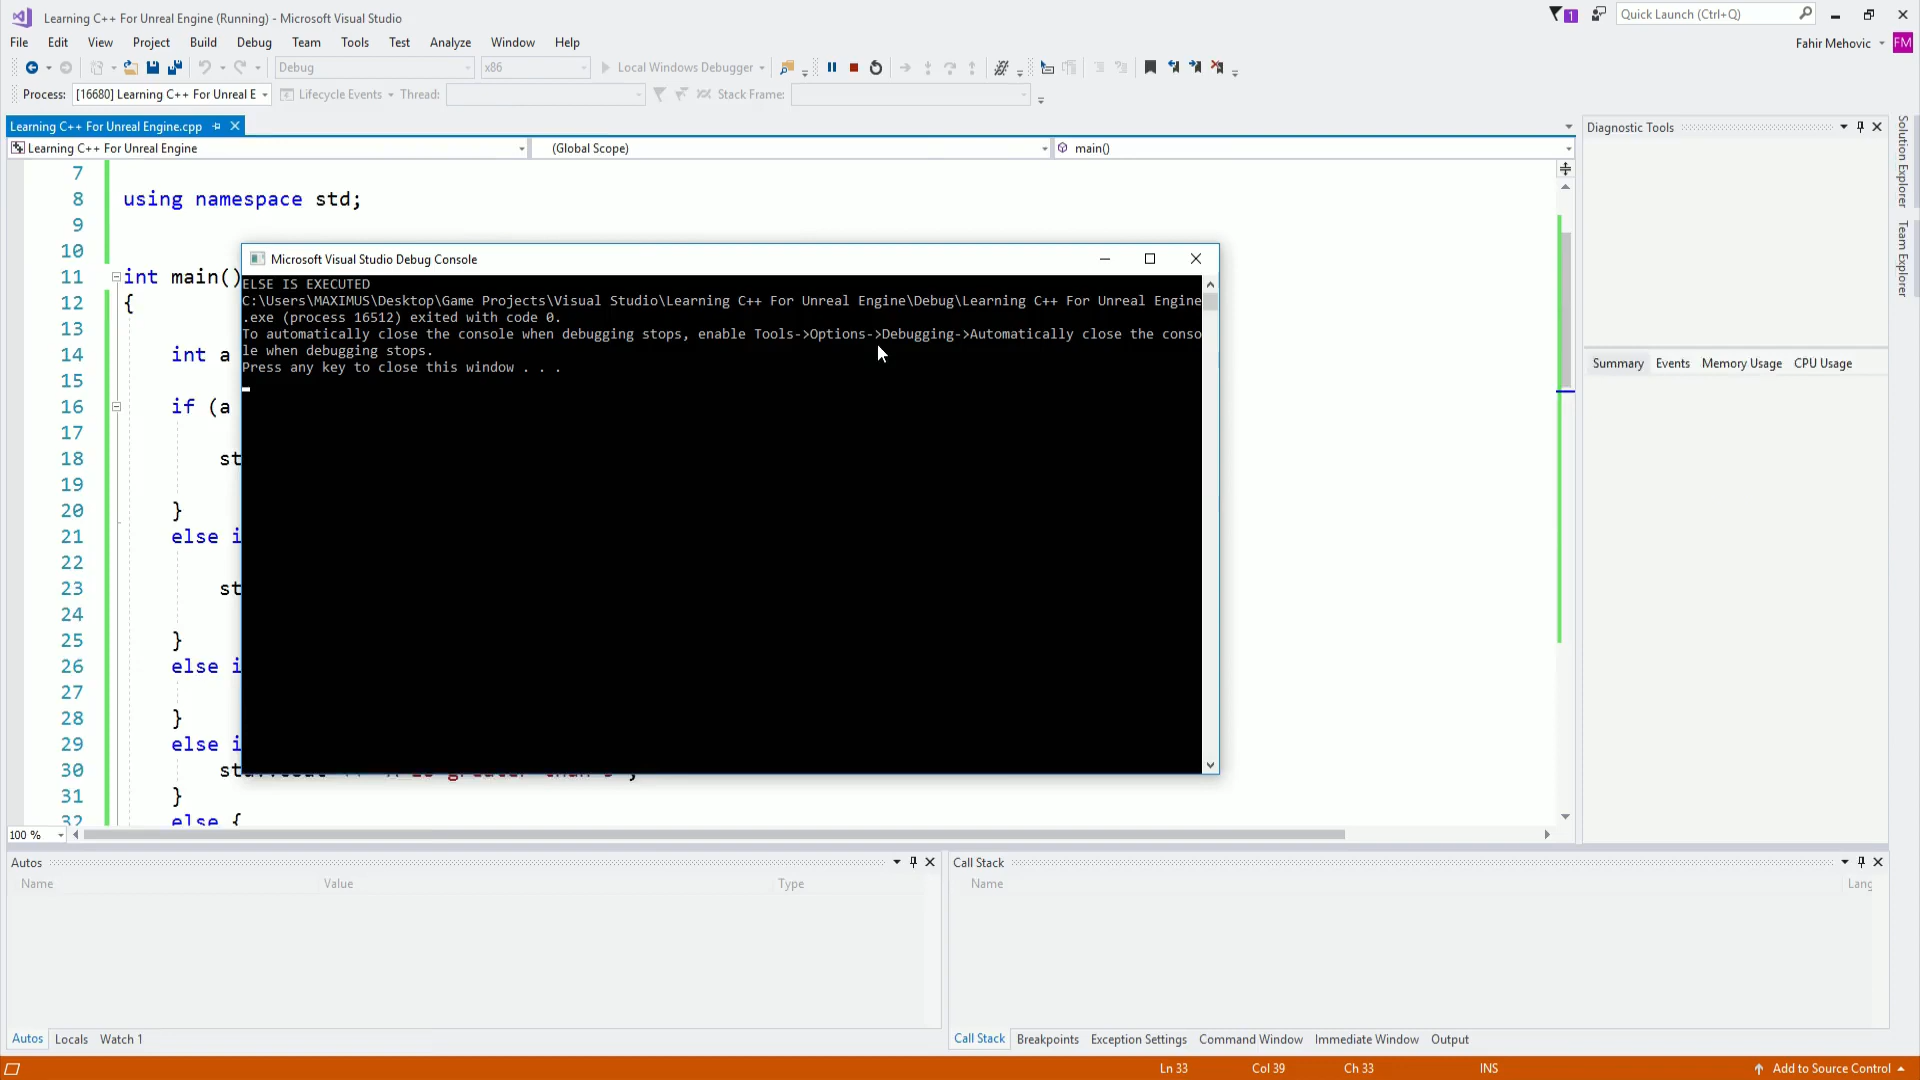 Learning C++ For Unreal Engine (Running) - Microsoft Visual Studio
1
Quick Launch (Ctrl+Q)
File Edit View Project Build Debug Team Tools Test Analyze Window Help
Fahir Mehovic FM
Debug x86 Local Windows Debugger
Process: [16680] Learning C++ For Unreal E Lifecycle Events Thread: Stack Frame:
Learning C++ For Unreal Engine.cpp
Learning C++ For Unreal Engine (Global Scope) main()
7
8 using namespace std;
9
10
11 int main()
12 {
13
14 int a
15
16 if (a
17
18 st
19
20 }
21 else i
22
23 st
24
25 }
26 else i
27
28 }
29 else i
30
31 }
32 else {
Microsoft Visual Studio Debug Console
ELSE IS EXECUTED
C:\Users\MAXIMUS\Desktop\Game Projects\Visual Studio\Learning C++ For Unreal Engine\Debug\Learning C++ For Unreal Engine
.exe (process 16512) exited with code 0.
To automatically close the console when debugging stops, enable Tools->Options->Debugging->Automatically close the conso
le when debugging stops.
Press any key to close this window . . .
100 %
Diagnostic Tools
Summary Events Memory Usage CPU Usage
Solution Explorer
Team Explorer
Autos
Name Value Type
Autos Locals Watch 1
Call Stack
Name Lang
Call Stack Breakpoints Exception Settings Command Window Immediate Window Output
Ln 33 Col 39 Ch 33 INS Add to Source Control